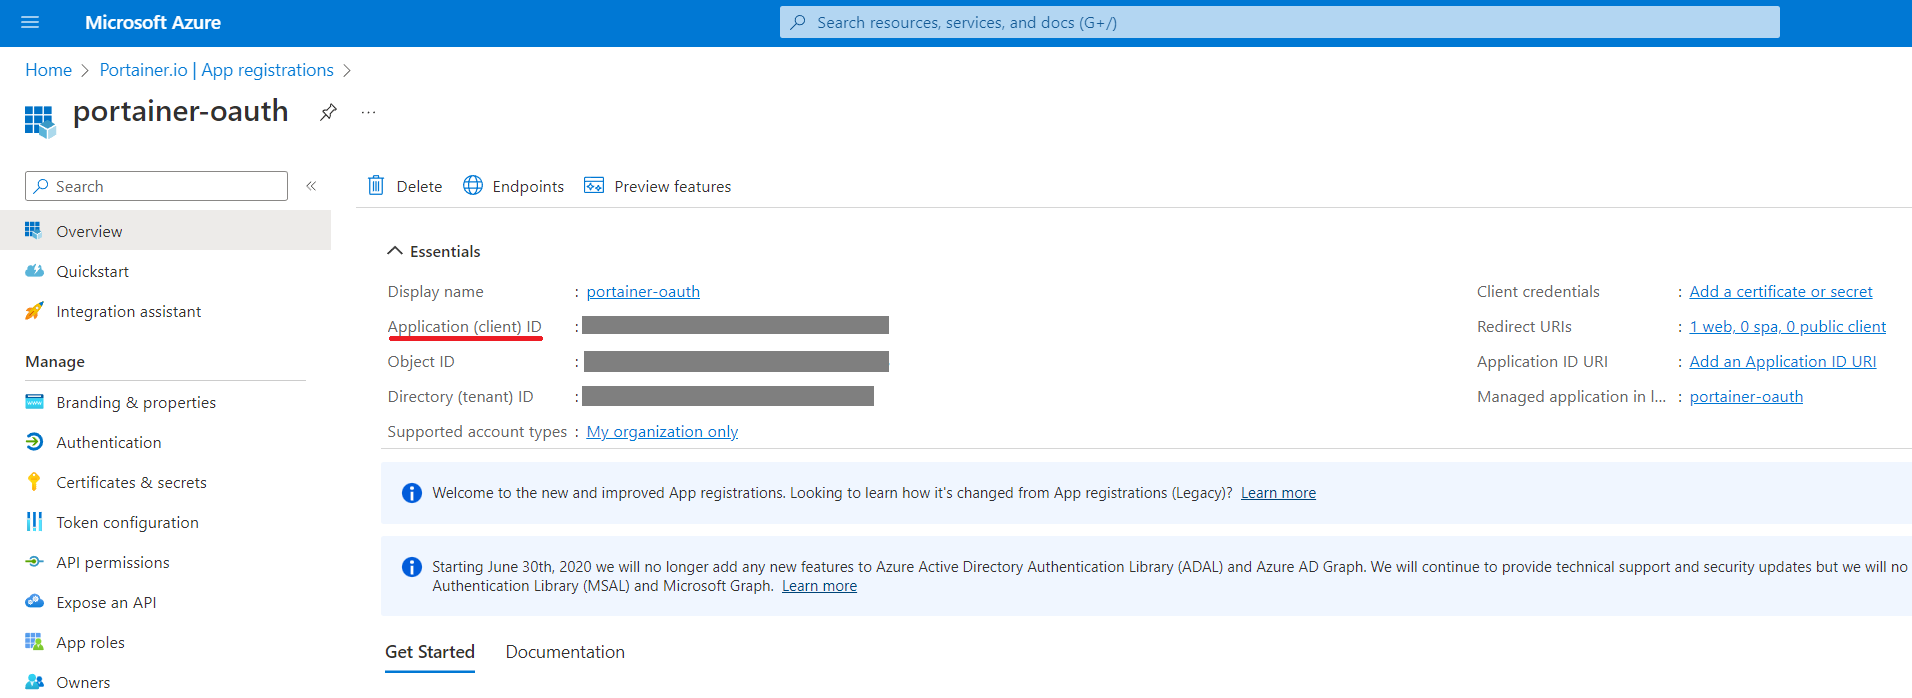 Microsoft Azure
Search resources, services, and docs (G+/)
Home > Portainer.io | App registrations >
portainer-oauth
...
Search
«
Overview
Quickstart
Integration assistant
Manage
Branding & properties
Authentication
Certificates & secrets
Token configuration
API permissions
Expose an API
App roles
Owners
Delete
Endpoints
Preview features
Essentials
Display name : portainer-oauth
Application (client) ID :
Object ID :
Directory (tenant) ID :
Supported account types : My organization only
Client credentials : Add a certificate or secret
Redirect URIs : 1 web, 0 spa, 0 public client
Application ID URI : Add an Application ID URI
Managed application in l... : portainer-oauth
Welcome to the new and improved App registrations. Looking to learn how it's changed from App registrations (Legacy)? Learn more
Starting June 30th, 2020 we will no longer add any new features to Azure Active Directory Authentication Library (ADAL) and Azure AD Graph. We will continue to provide technical support and security updates but we will no
Authentication Library (MSAL) and Microsoft Graph. Learn more
Get Started
Documentation